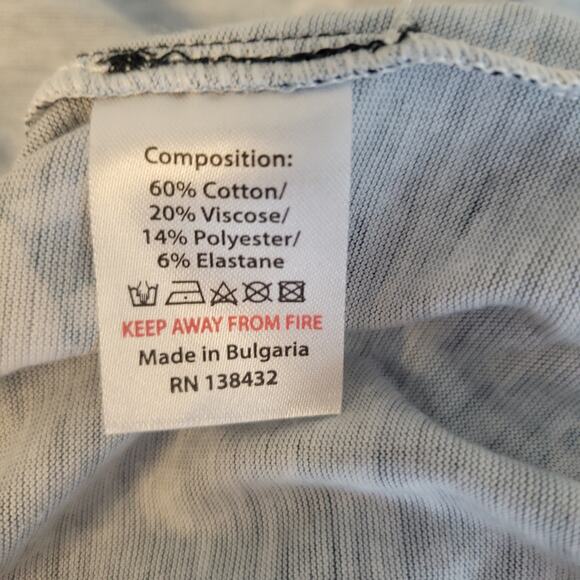 Composition:
60% Cotton/
20% Viscose/
14% Polyester/
6% Elastane
KEEP AWAY FROM FIRE
Made in Bulgaria
RN 138432